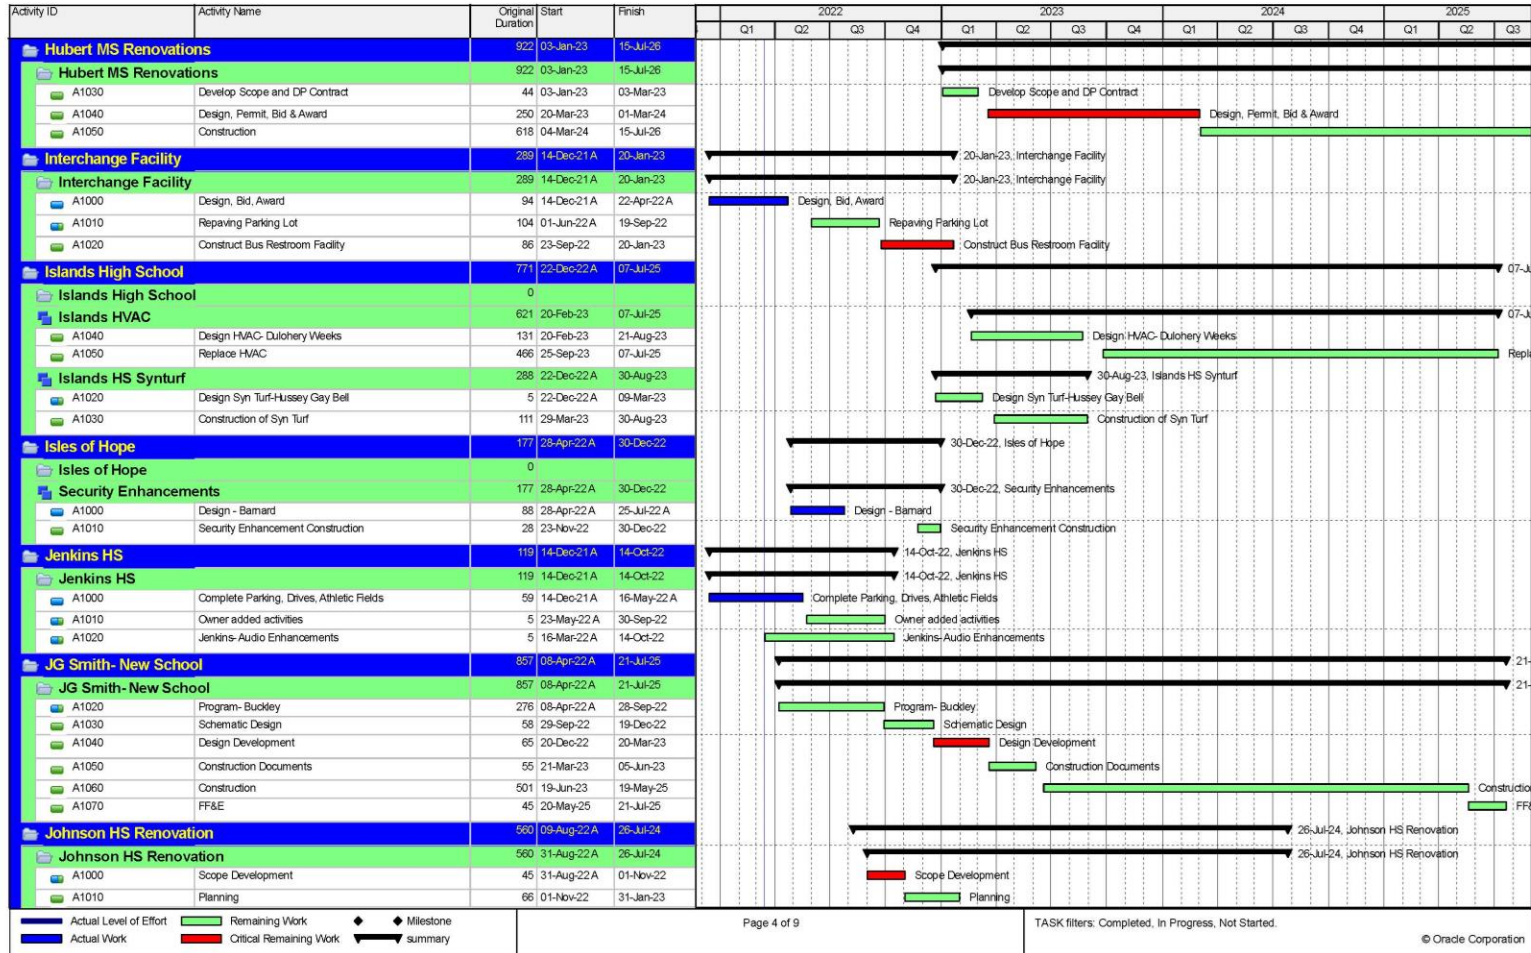 Activity ID Activity Name Original Duration Start Finish 2022 2023 2024 2025
Q1 Q2 Q3 Q4 Q1 Q2 Q3 Q4 Q1 Q2 Q3 Q4 Q1 Q2 Q3
Hubert MS Renovations 922 03-Jan-23 15-Jul-26
Hubert MS Renovations 922 03-Jan-23 15-Jul-26
A1030 Develop Scope and DP Contract 44 03-Jan-23 03-Mar-23 Develop Scope and DP Contract
A1040 Design, Permit, Bid & Award 250 20-Mar-23 01-Mar-24 Design, Permit, Bid & Award
A1050 Construction 618 04-Mar-24 15-Jul-26
Interchange Facility 289 14-Dec-21 A 20-Jan-23 20-Jan-23, Interchange Facility
Interchange Facility 289 14-Dec-21 A 20-Jan-23 20-Jan-23, Interchange Facility
A1000 Design, Bid, Award 94 14-Dec-21 A 22-Apr-22 A Design, Bid, Award
A1010 Repaving Parking Lot 104 01-Jun-22 A 19-Sep-22 Repaving Parking Lot
A1020 Construct Bus Restroom Facility 86 23-Sep-22 20-Jan-23 Construct Bus Restroom Facility
Islands High School 771 22-Dec-22 A 07-Jul-25 07-Ju
Islands High School 0
Islands HVAC 621 20-Feb-23 07-Jul-25 07-Ju
A1040 Design HVAC- Dulohery Weeks 131 20-Feb-23 21-Aug-23 Design HVAC- Dulohery Weeks
A1050 Replace HVAC 466 25-Sep-23 07-Jul-25 Repla
Islands HS Synturf 288 22-Dec-22 A 30-Aug-23 30-Aug-23, Islands HS Synturf
A1020 Design Syn Turf-Hussey Gay Bell 5 22-Dec-22 A 09-Mar-23 Design Syn Turf-Hussey Gay Bell
A1030 Construction of Syn Turf 111 29-Mar-23 30-Aug-23 Construction of Syn Turf
Isles of Hope 177 28-Apr-22 A 30-Dec-22 30-Dec-22, Isles of Hope
Isles of Hope 0
Security Enhancements 177 28-Apr-22 A 30-Dec-22 30-Dec-22, Security Enhancements
A1000 Design - Barnard 88 28-Apr-22 A 25-Jul-22 A Design - Barnard
A1010 Security Enhancement Construction 28 23-Nov-22 30-Dec-22 Security Enhancement Construction
Jenkins HS 119 14-Dec-21 A 14-Oct-22 14-Oct-22, Jenkins HS
Jenkins HS 119 14-Dec-21 A 14-Oct-22 14-Oct-22, Jenkins HS
A1000 Complete Parking, Drives, Athletic Fields 59 14-Dec-21 A 16-May-22 A Complete Parking, Drives, Athletic Fields
A1010 Owner added activities 5 23-May-22 A 30-Sep-22 Owner added activities
A1020 Jenkins- Audio Enhancements 5 16-Mar-22 A 14-Oct-22 Jenkins- Audio Enhancements
JG Smith- New School 857 08-Apr-22 A 21-Jul-25 21-
JG Smith- New School 857 08-Apr-22 A 21-Jul-25 21-
A1020 Program- Buckley 276 08-Apr-22 A 28-Sep-22 Program- Buckley
A1030 Schematic Design 58 29-Sep-22 19-Dec-22 Schematic Design
A1040 Design Development 65 20-Dec-22 20-Mar-23 Design Development
A1050 Construction Documents 55 21-Mar-23 05-Jun-23 Construction Documents
A1060 Construction 501 19-Jun-23 19-May-25 Construction
A1070 FF&E 45 20-May-25 21-Jul-25 FF&
Johnson HS Renovation 560 09-Aug-22 A 26-Jul-24 26-Jul-24, Johnson HS Renovation
Johnson HS Renovation 560 31-Aug-22 A 26-Jul-24 26-Jul-24, Johnson HS Renovation
A1000 Scope Development 45 31-Aug-22 A 01-Nov-22 Scope Development
A1010 Planning 66 01-Nov-22 31-Jan-23 Planning
Actual Level of Effort Remaining Work Milestone Page 4 of 9 TASK filters: Completed, In Progress, Not Started.
Actual Work Critical Remaining Work summary
© Oracle Corporation